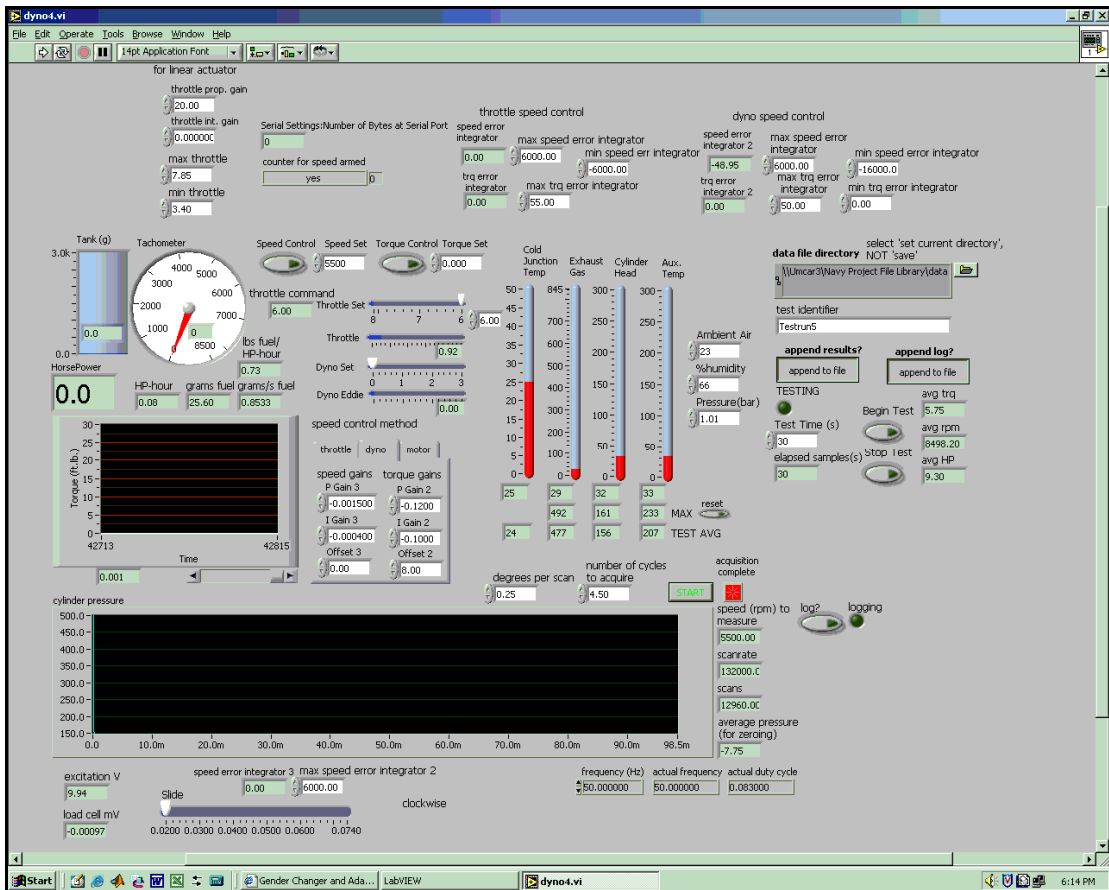 dyno4.vi
File Edit Operate Tools Browse Window Help
14pt Application Font
1
for linear actuator
throttle prop. gain
20.00
throttle int. gain
0.00000
max throttle
7.85
min throttle
3.40
Serial Settings:Number of Bytes at Serial Port
0
counter for speed armed
yes 0
throttle speed control
speed error integrator
0.00
max speed error integrator
6000.00
min speed err integrator
-6000.00
trq error integrator
0.00
max trq error integrator
55.00
dyno speed control
speed error integrator 2
-48.95
max speed error integrator
6000.00
min speed error integrator
-16000.0
trq error integrator 2
0.00
max trq error integrator
50.00
min trq error integrator
0.00
Tank (g)
3.0k
0.0
0.0
Tachometer
0 1000 2000 3000 4000 5000 6000 7000 8500
0
Speed Control
Speed Set
5500
Torque Control
Torque Set
0.000
throttle command
6.00
Throttle Set
8 7 6
6.00
Throttle
0.92
Dyno Set
0 1 2 3
Dyno Eddie
0.00
lbs fuel/
HP-hour
0.73
HorsePower
0.0
HP-hour
0.08
grams fuel
25.60
grams/s fuel
0.8533
Torque (ft.lb.)
30
25
20
15
10
5
0
42713 42815
Time
0.001
speed control method
throttle dyno motor
speed gains
P Gain 3
-0.001500
I Gain 3
-0.000400
Offset 3
0.00
torque gains
P Gain 2
-0.1200
I Gain 2
-0.1000
Offset 2
8.00
Cold Junction Temp
50
45
40
35
30
25
20
15
10
5
0
Exhaust Gas
845
700
600
500
400
300
200
100
0
Cylinder Head
300
250
200
150
100
50
0
Aux. Temp
300
250
200
150
100
50
0
25 29 32 33
492 161 233 MAX
reset
24 477 156 207 TEST AVG
Ambient Air
23
%humidity
66
Pressure(bar)
1.01
data file directory
select 'set current directory',
NOT 'save'
\\Umcar3\Navy Project File Library\data
test identifier
Testrun5
append results?
append to file
append log?
append to file
TESTING
Test Time (s)
30
elapsed samples(s)
30
Begin Test
Stop Test
avg trq
5.75
avg rpm
8498.20
avg HP
9.30
degrees per scan
0.25
number of cycles
to acquire
4.50
START
acquisition
complete
cylinder pressure
500.0
450.0
400.0
350.0
300.0
250.0
200.0
150.0
0.0 10.0m 20.0m 30.0m 40.0m 50.0m 60.0m 70.0m 80.0m 90.0m 98.5m
speed (rpm) to
measure
5500.00
log?
logging
scanrate
132000.0
scans
12960.00
average pressure
(for zeroing)
-7.75
excitation V
9.94
load cell mV
-0.00097
speed error integrator 3
0.00
max speed error integrator 2
6000.00
Slide
0.0200 0.0300 0.0400 0.0500 0.0600 0.0740
clockwise
frequency (Hz)
50.000000
actual frequency
50.000000
actual duty cycle
0.083000
Start
Gender Changer and Ada...
LabVIEW
dyno4.vi
6:14 PM